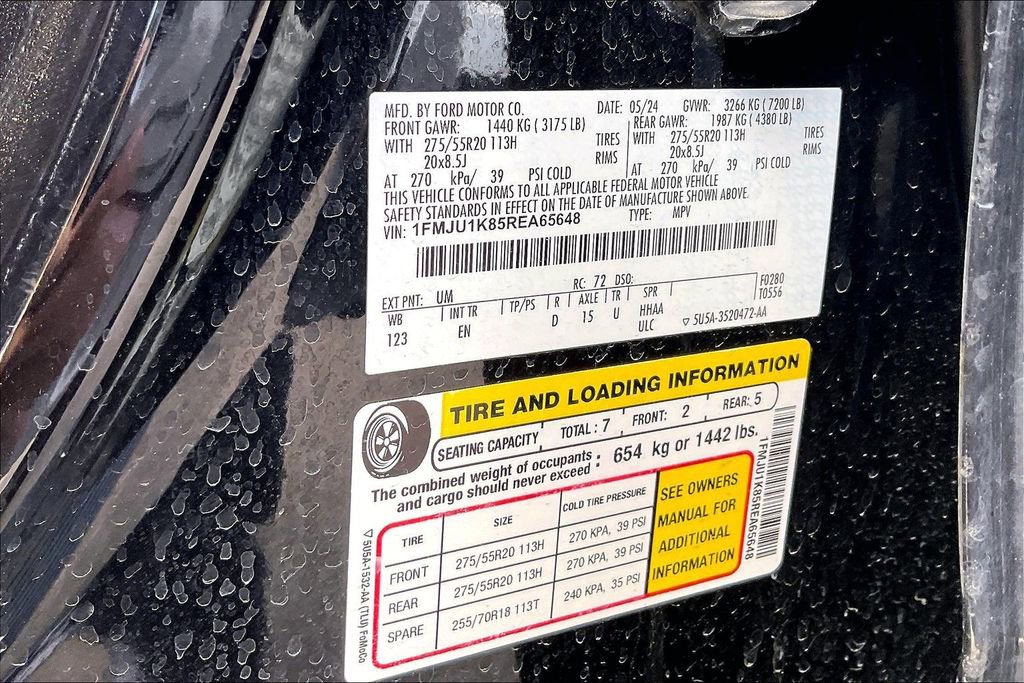 MFD. BY FORD MOTOR CO. DATE: 05/24 GVWR: 3266 KG ( 7200 LB)
FRONT GAWR: 1440 KG ( 3175 LB) REAR GAWR: 1987 KG ( 4380 LB)
WITH 275/55R20 113H TIRES WITH 275/55R20 113H TIRES
20x8.5J RIMS 20x8.5J RIMS
AT 270 kPa/ 39 PSI COLD AT 270 kPa/ 39 PSI COLD
THIS VEHICLE CONFORMS TO ALL APPLICABLE FEDERAL MOTOR VEHICLE
SAFETY STANDARDS IN EFFECT ON THE DATE OF MANUFACTURE SHOWN ABOVE.
VIN: 1FMJU1K85REA65648 TYPE: MPV
EXT PNT: UM RC: 72 DSO: F0280
WB INT TR TP/PS R AXLE TR SPR T0556
123 EN D 15 U HHAA
ULC 5U5A-3520472-AA
TIRE AND LOADING INFORMATION
SEATING CAPACITY TOTAL: 7 FRONT: 2 REAR: 5
The combined weight of occupants and cargo should never exceed : 654 kg or 1442 lbs.
TIRE SIZE COLD TIRE PRESSURE
FRONT 275/55R20 113H 270 KPA, 39 PSI
REAR 275/55R20 113H 270 KPA, 39 PSI
SPARE 255/70R18 113T 240 KPA, 35 PSI
SEE OWNERS
MANUAL FOR
ADDITIONAL
INFORMATION
1FMJU1K85REA65648
5U5A-1532-AA (TLU) FoMoCo